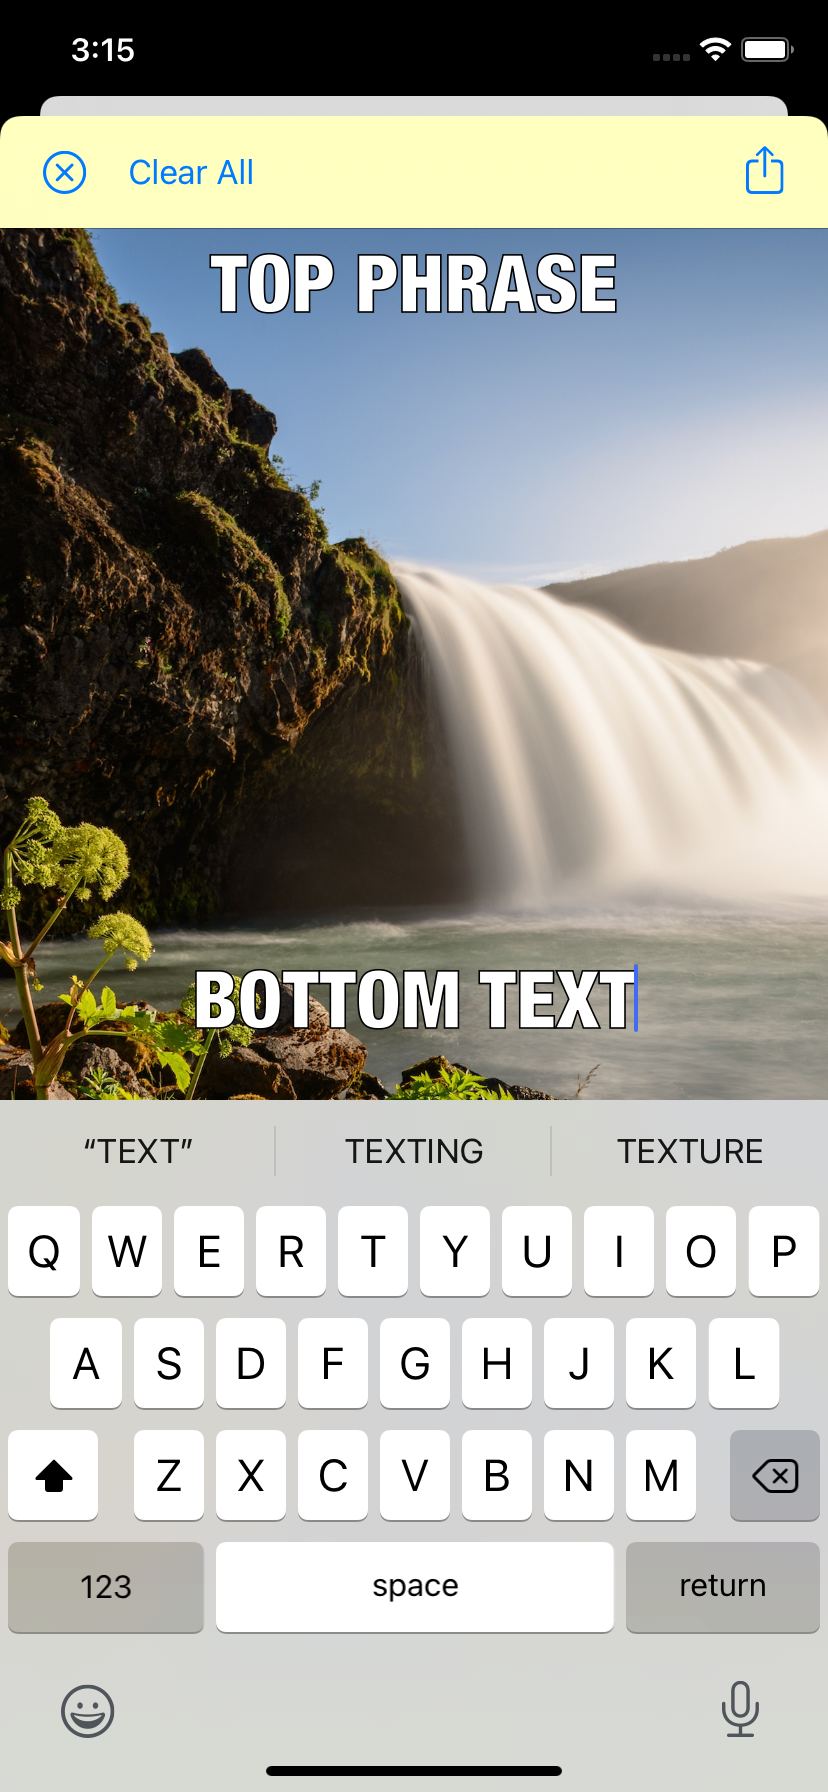 3:15
Clear All
TOP PHRASE
BOTTOM TEXT
“TEXT” TEXTING TEXTURE
Q W E R T Y U I O P
A S D F G H J K L
Z X C V B N M
123 space return